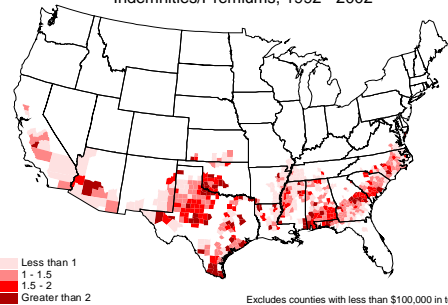 Indemnities/Premiums, 1992 - 2002
Less than 1
1 - 1.5
1.5 - 2
Greater than 2
Excludes counties with less than $100,000 in